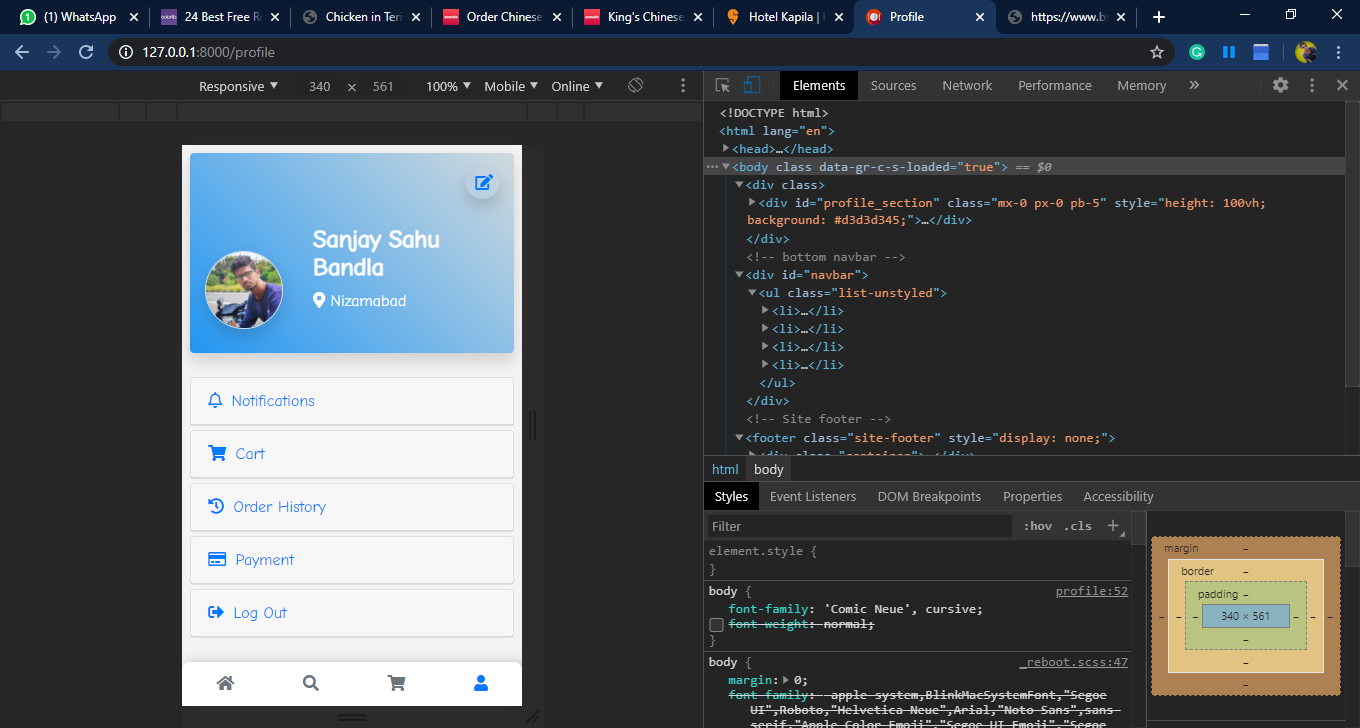 (1) WhatsApp
24 Best Free R
Chicken in Teri
Order Chinese
King's Chinese
Hotel Kapila |
Profile
https://www.b
127.0.0.1:8000/profile
Responsive 340 × 561 100% Mobile Online
Elements Sources Network Performance Memory
<!DOCTYPE html>
<html lang="en">
<head>…</head>
<body class data-gr-c-s-loaded="true"> == $0
<div class>
<div id="profile_section" class="mx-0 px-0 pb-5" style="height: 100vh;
background: #d3d3d345;">…</div>
</div>
<!-- bottom navbar -->
<div id="navbar">
<ul class="list-unstyled">
<li>…</li>
<li>…</li>
<li>…</li>
<li>…</li>
</ul>
</div>
<!-- Site footer -->
<footer class="site-footer" style="display: none;">
<div class="container">…</div>
html body
Styles Event Listeners DOM Breakpoints Properties Accessibility
Filter :hov .cls +
element.style {
}
body { profile:52
font-family: 'Comic Neue', cursive;
font-weight: normal;
}
body { _reboot.scss:47
margin: 0;
font-family: -apple-system,BlinkMacSystemFont,"Segoe
UI",Roboto,"Helvetica Neue",Arial,"Noto Sans",sans-
serif,"Apple Color Emoji","Segoe UI Emoji","Segoe
margin –
border –
padding –
– – – 340 × 561 – – –
–
–
–
Sanjay Sahu
Bandla
Nizamabad
Notifications
Cart
Order History
Payment
Log Out